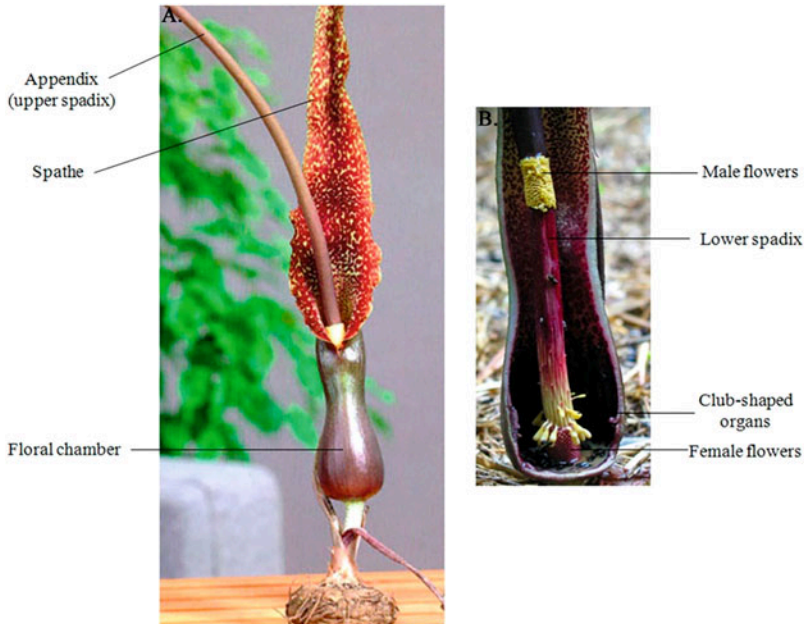 A.
Appendix
(upper spadix)
Spathe
Floral chamber
B.
Male flowers
Lower spadix
Club-shaped
organs
Female flowers